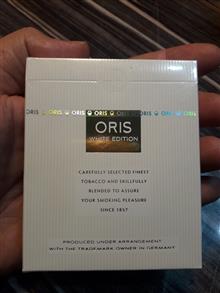 ORIS ORIS ORIS ORIS ORIS ORIS
ORIS
WHITE EDITION
CAREFULLY SELECTED FINEST
TOBACCO AND SKILLFULLY
BLENDED TO ASSURE
YOUR SMOKING PLEASURE
SINCE 1857
PRODUCED UNDER ARRANGEMENT
WITH THE TRADEMARK OWNER IN GERMANY